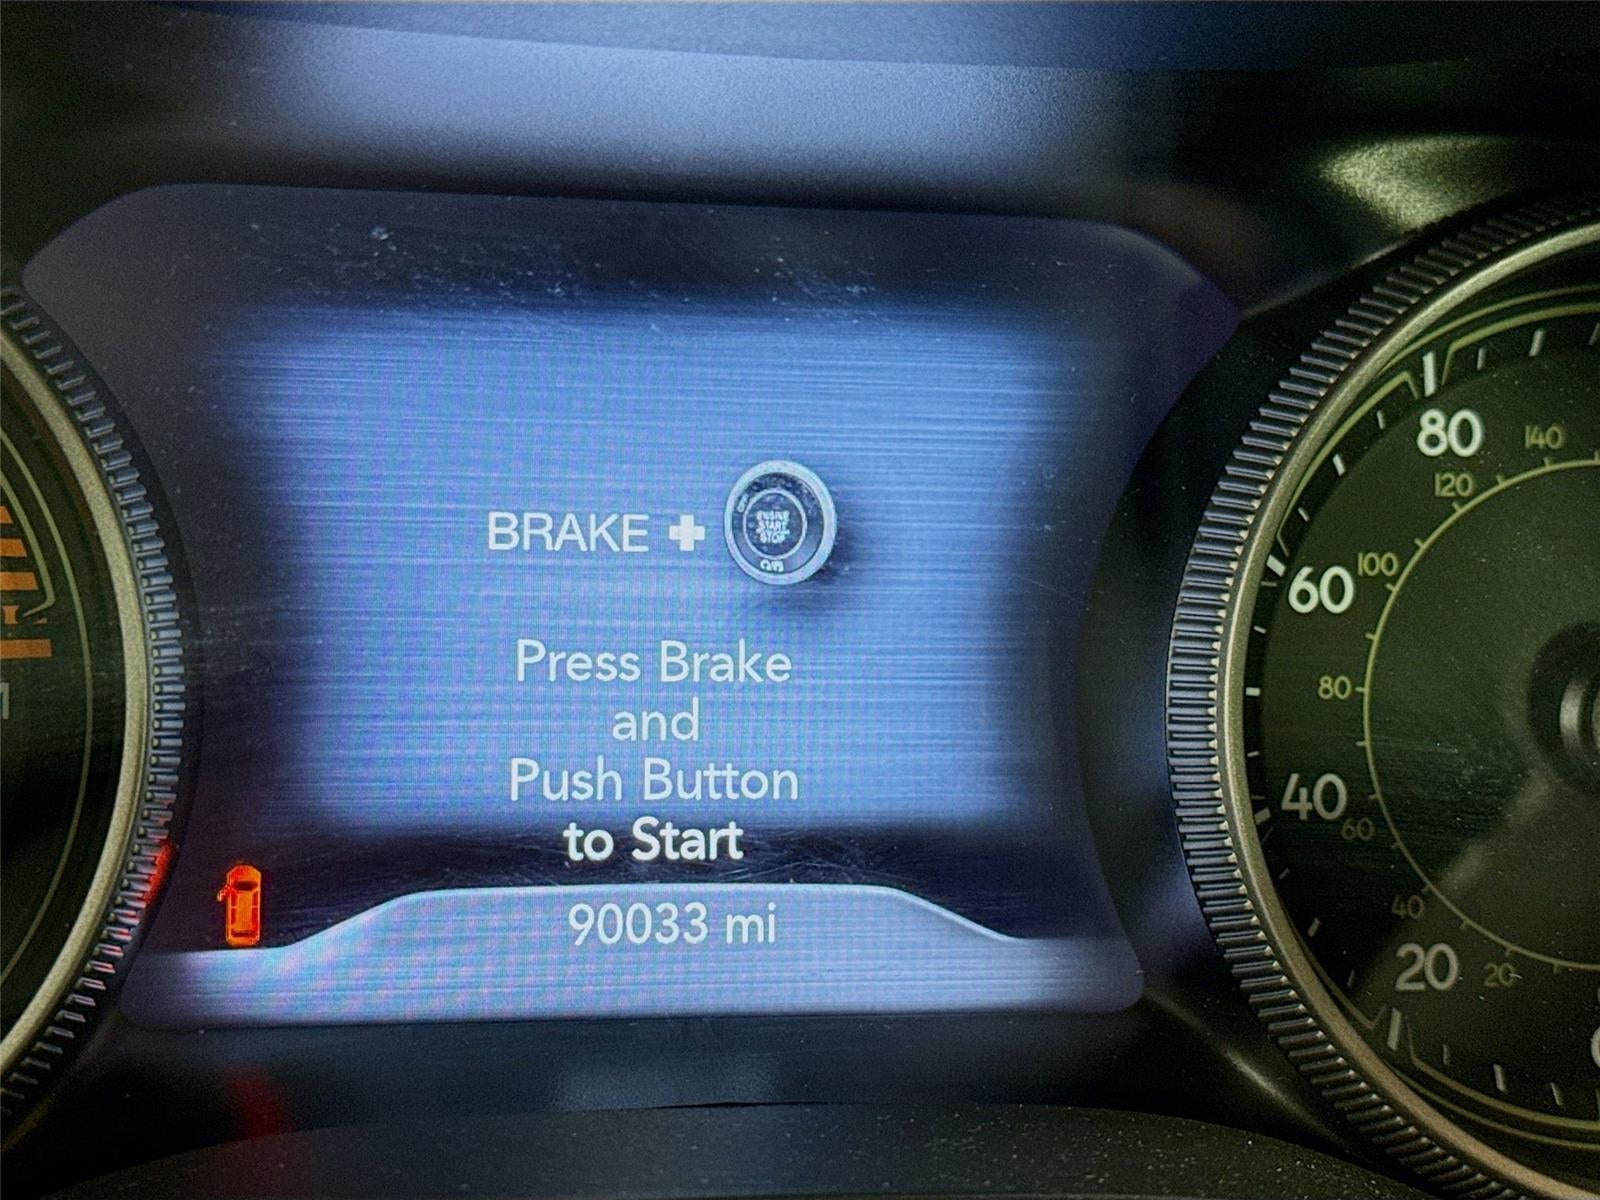 BRAKE +
ENGINE
START
STOP
Press Brake
and
Push Button
to Start
90033 mi
80
140
120
60
100
80
40
60
40
20
20